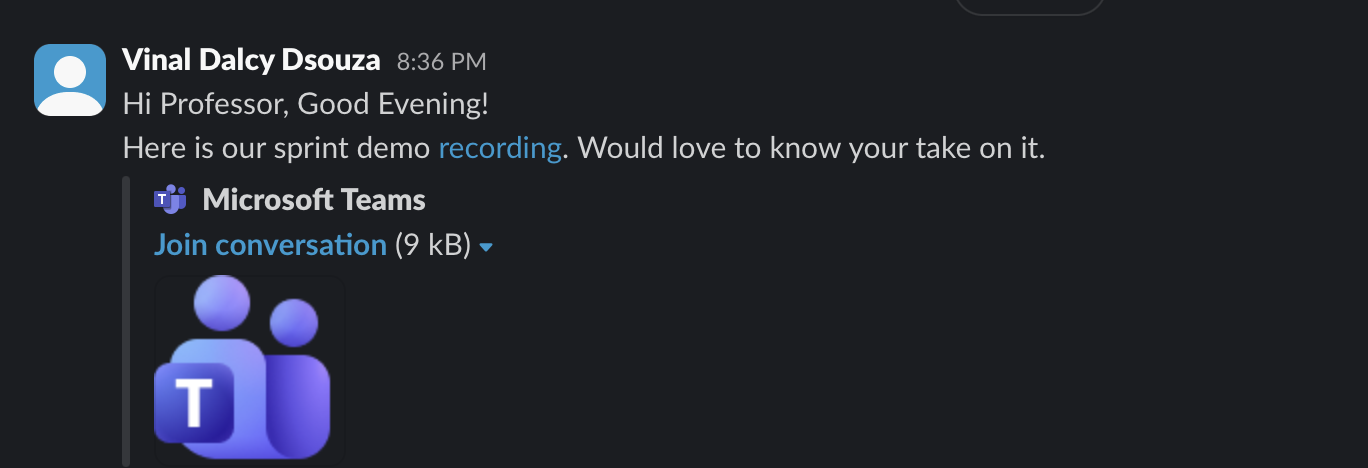 Vinal Dalcy Dsouza 8:36 PM
Hi Professor, Good Evening!
Here is our sprint demo recording. Would love to know your take on it.
T Microsoft Teams
Join conversation (9 kB)
T